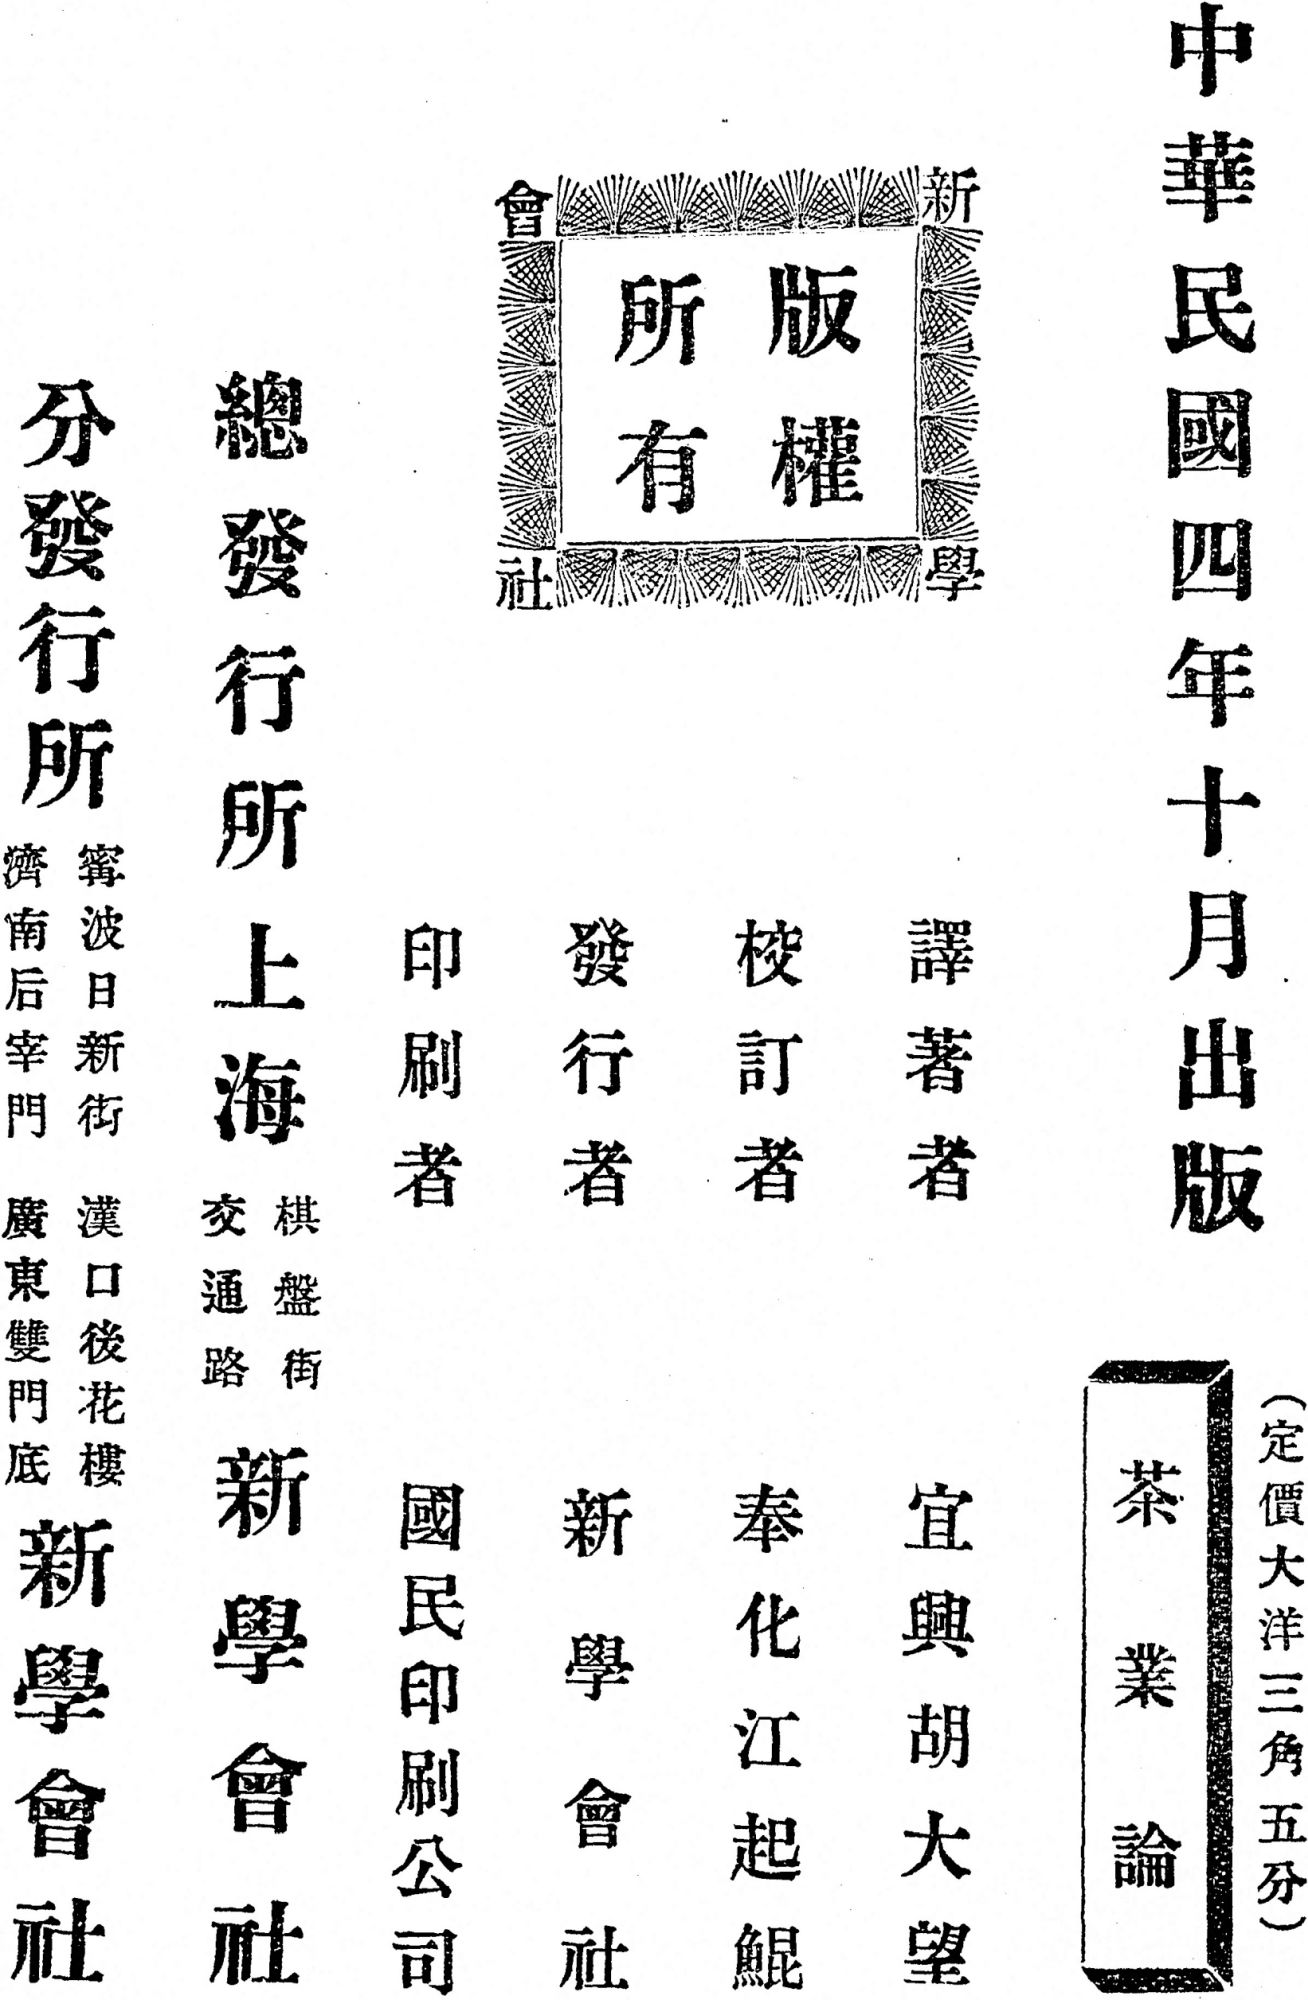 中華民國四年十月出版
（定價大洋三角五分）
茶業論
新學會社
版權
所有
譯著者 宜興胡大望
校訂者 奉化江起鯤
發行者 新學會社
印刷者 國民印刷公司
總發行所 上海 棋盤街
交通路 新學會社
分發行所 甯波日新街 漢口後花樓
濟南后宰門 廣東雙門底 新學會社